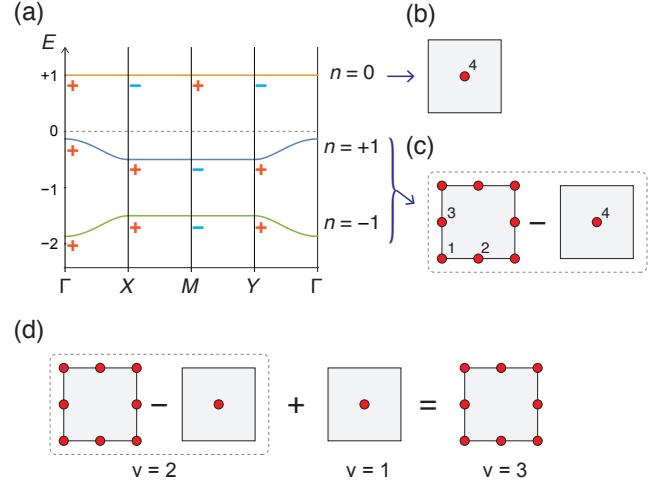 (a)
E
+1
0
−1
−2
+ − + −
+ + − +
+ + − +
Γ X M Y Γ
n = 0
n = +1
n = −1
(b)
4
(c)
3
1 2
−
4
(d)
− + =
v = 2 v = 1 v = 3